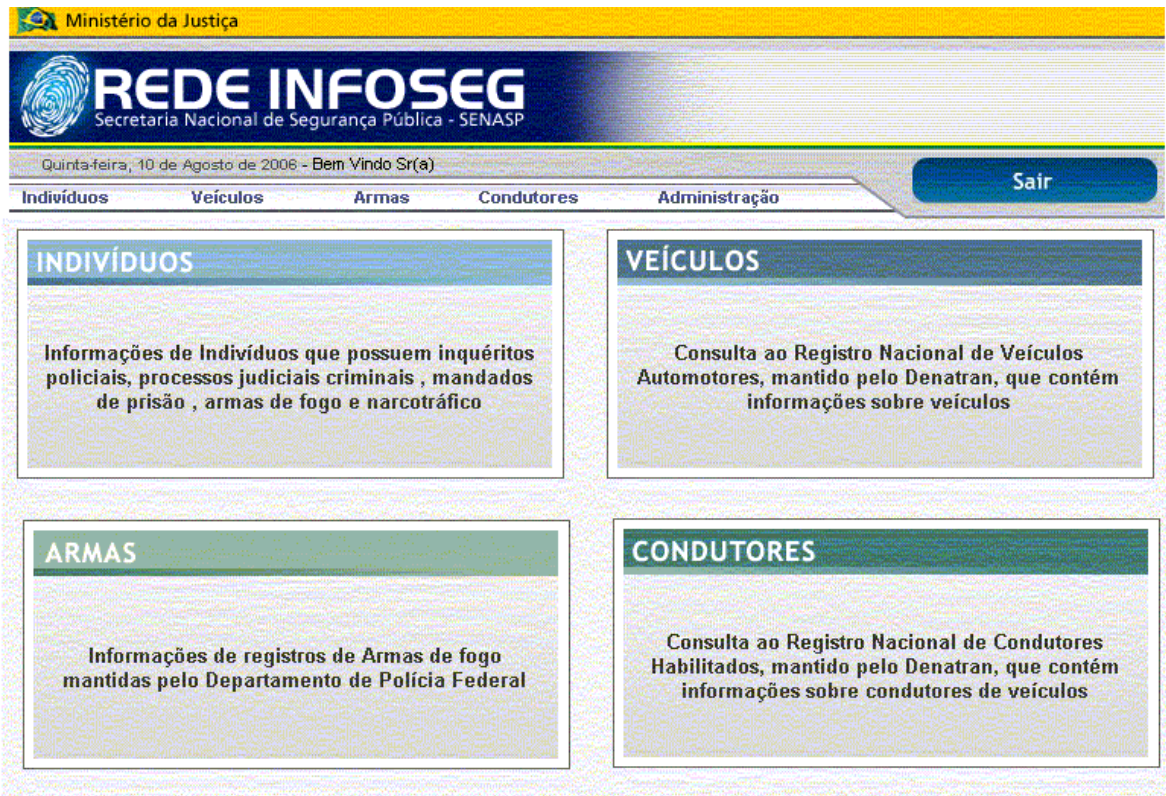 Ministério da Justiça
REDE INFOSEG
Secretaria Nacional de Segurança Pública - SENASP
Quinta-feira, 10 de Agosto de 2006 - Bem Vindo Sr(a)
Sair
Indivíduos Veículos Armas Condutores Administração
INDIVÍDUOS
Informações de Indivíduos que possuem inquéritos
policiais, processos judiciais criminais , mandados
de prisão , armas de fogo e narcotráfico
VEÍCULOS
Consulta ao Registro Nacional de Veículos
Automotores, mantido pelo Denatran, que contém
informações sobre veículos
ARMAS
Informações de registros de Armas de fogo
mantidas pelo Departamento de Polícia Federal
CONDUTORES
Consulta ao Registro Nacional de Condutores
Habilitados, mantido pelo Denatran, que contém
informações sobre condutores de veículos